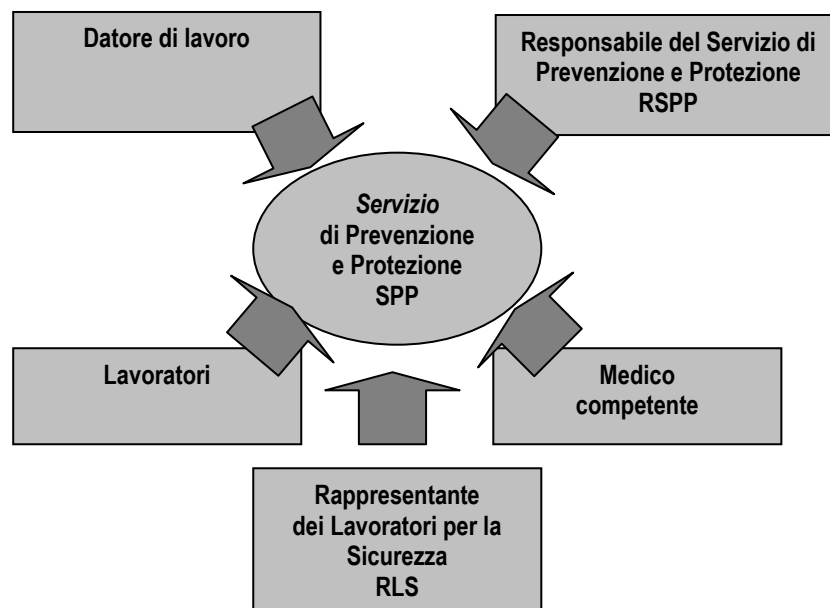 Datore di lavoro
Responsabile del Servizio di
Prevenzione e Protezione
RSPP
Servizio
di Prevenzione
e Protezione
SPP
Lavoratori
Medico
competente
Rappresentante
dei Lavoratori per la
Sicurezza
RLS